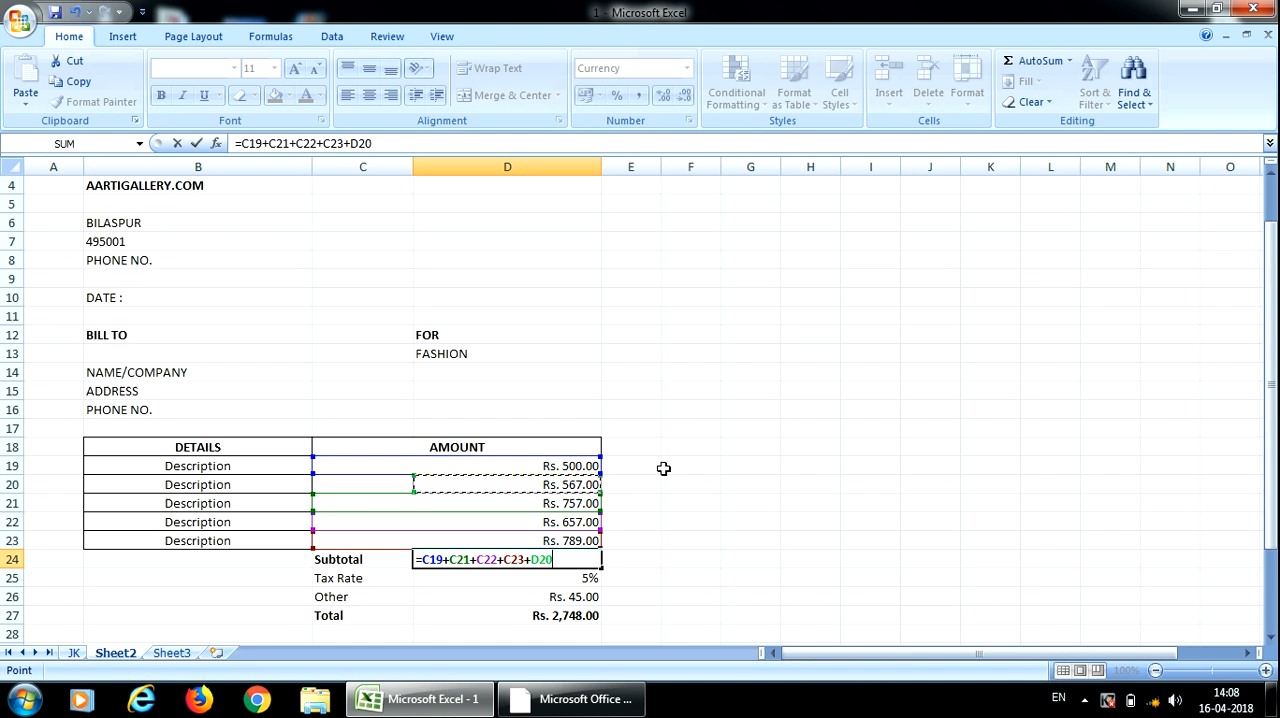 1 - Microsoft Excel
Home Insert Page Layout Formulas Data Review View
Paste
Cut
Copy
Format Painter
Clipboard
11
B I U
Font
Wrap Text
Merge & Center
Alignment
Currency
%
Number
Conditional Formatting
Format as Table
Cell Styles
Styles
Insert
Delete
Format
Cells
Σ AutoSum
Fill
Clear
Sort & Filter
Find & Select
Editing
SUM fx =C19+C21+C22+C23+D20
A B C D E F G H I J K L M N O
4 AARTIGALLERY.COM
5
6 BILASPUR
7 495001
8 PHONE NO.
9
10 DATE :
11
12 BILL TO FOR
13 FASHION
14 NAME/COMPANY
15 ADDRESS
16 PHONE NO.
17
18 DETAILS AMOUNT
19 Description Rs. 500.00
20 Description Rs. 567.00
21 Description Rs. 757.00
22 Description Rs. 657.00
23 Description Rs. 789.00
24 Subtotal =C19+C21+C22+C23+D20
25 Tax Rate 5%
26 Other Rs. 45.00
27 Total Rs. 2,748.00
28
JK Sheet2 Sheet3
Point 100%
Microsoft Excel - 1 Microsoft Office ... EN 14:08
16-04-2018